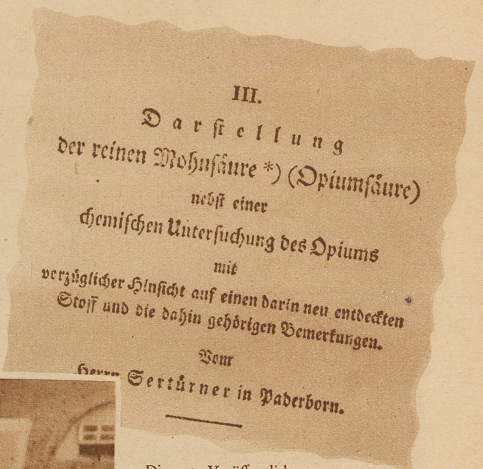 III.
Darstellung
der reinen Mohnsäure *) (Opiumsäure)
nebst einer
chemischen Untersuchung des Opiums
mit
vorzüglicher Hinsicht auf einen darin neu entdeckten
Stoff und die dahin gehörigen Bemerkungen.
Vom
Herrn Sertürner in Paderborn.